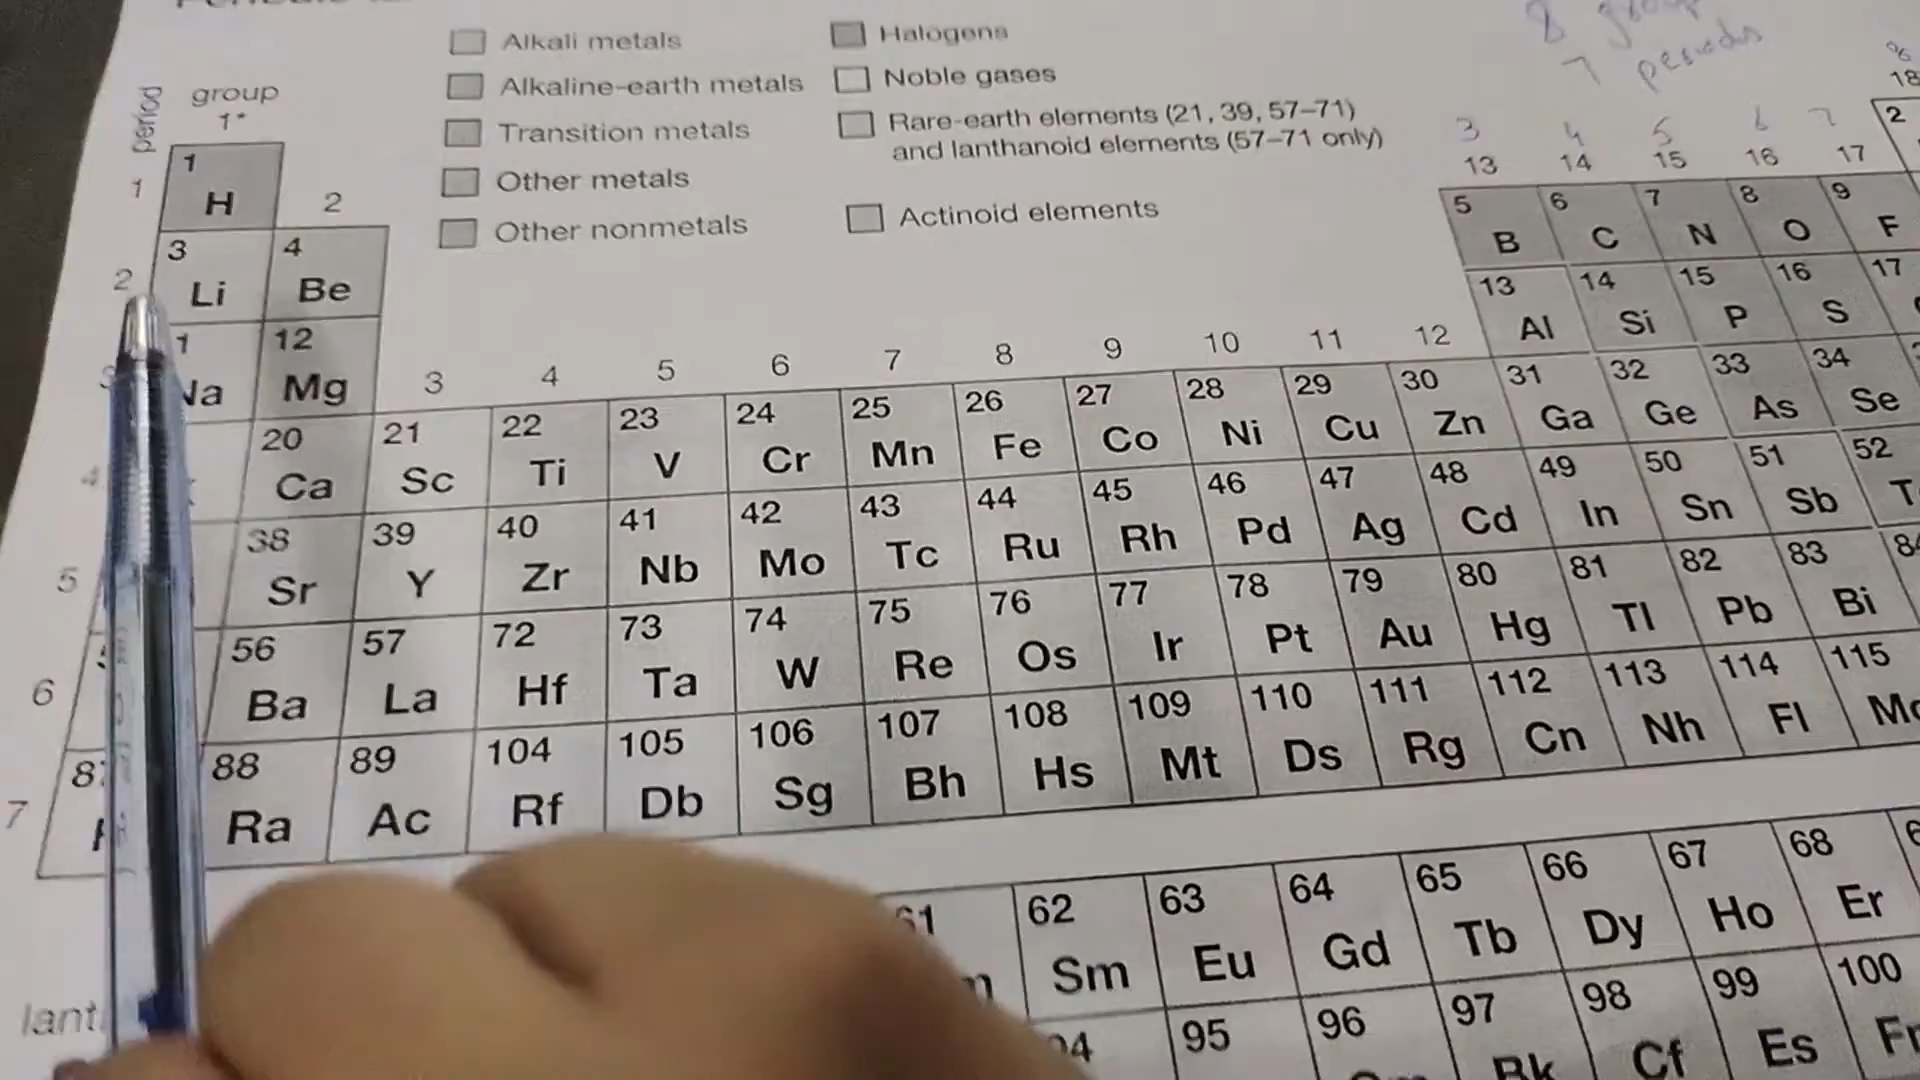 Alkali metals
Alkaline-earth metals
Transition metals
Other metals
Other nonmetals
Halogens
Noble gases
Rare-earth elements (21, 39, 57–71)
and lanthanoid elements (57–71 only)
Actinoid elements
8
7 periods
period
group
1* 2 3 4 5 6 7 8 9 10 11 12 13 14 15 16 17 18
3 4 5 6 7
1 1 H 2
2 3 Li 4 Be 5 B 6 C 7 N 8 O 9 F
12 Mg 13 Al 14 Si 15 P 16 S 17
4 20 Ca 21 Sc 22 Ti 23 V 24 Cr 25 Mn 26 Fe 27 Co 28 Ni 29 Cu 30 Zn 31 Ga 32 Ge 33 As 34 Se
5 38 Sr 39 Y 40 Zr 41 Nb 42 Mo 43 Tc 44 Ru 45 Rh 46 Pd 47 Ag 48 Cd 49 In 50 Sn 51 Sb 52
6 56 Ba 57 La 72 Hf 73 Ta 74 W 75 Re 76 Os 77 Ir 78 Pt 79 Au 80 Hg 81 Tl 82 Pb 83 Bi
7 88 Ra 89 Ac 104 Rf 105 Db 106 Sg 107 Bh 108 Hs 109 Mt 110 Ds 111 Rg 112 Cn 113 Nh 114 Fl 115
61 62 Sm 63 Eu 64 Gd 65 Tb 66 Dy 67 Ho 68 Er
95 96 97 Bk 98 Cf 99 Es 100